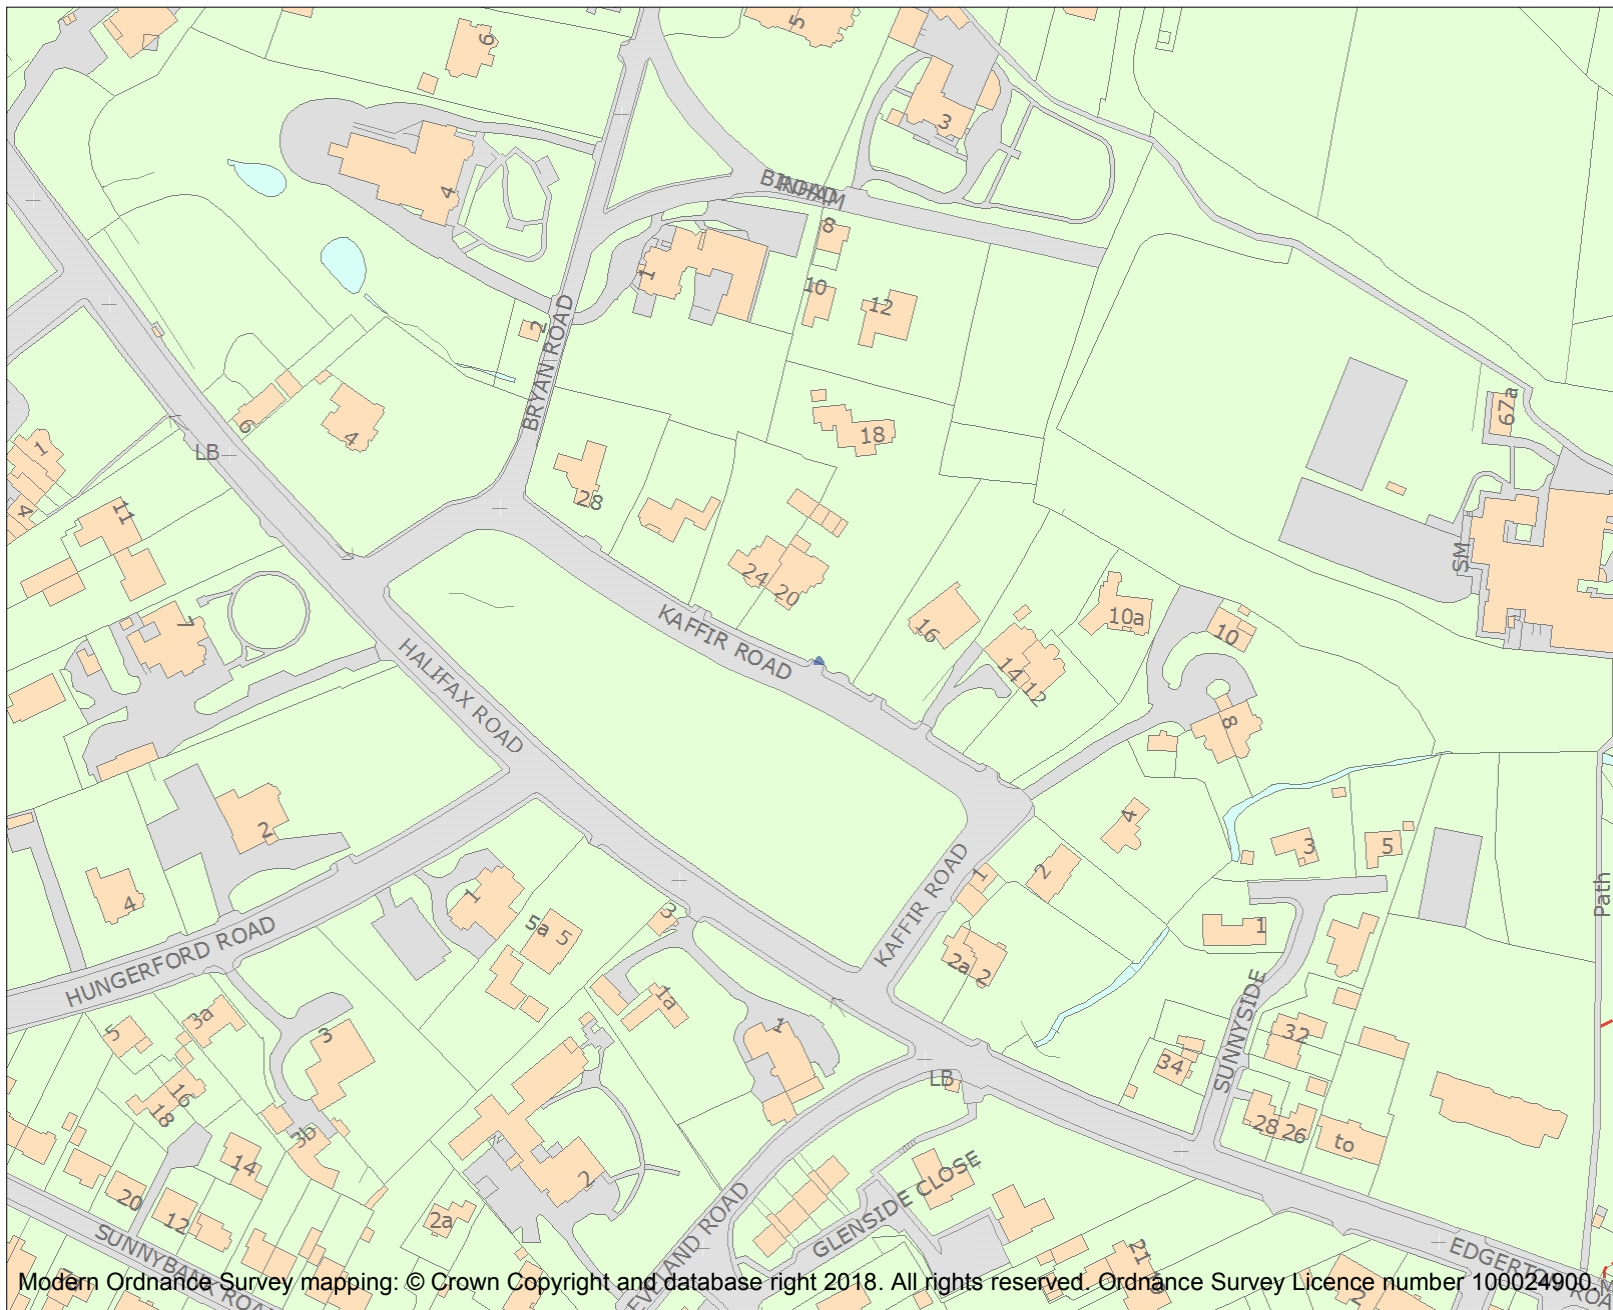 5
6
3
4
BINGHAM
ROAD
8
1
10
12
2
BRYAN ROAD
67a
6
4
18
1
LB
28
4
11
SM
24
20
KAFFIR ROAD
16
10a
10
7
14
12
HALIFAX ROAD
8
2
4
3
5
KAFFIR ROAD
1
2
Path
4
1
5a
5
3
1
HUNGERFORD ROAD
2a
2
SUNNYSIDE
1a
3a
5
3
1
32
34
LB
16
18
28
26
to
3b
14
2
GLENSIDE CLOSE
20
12
2a
SUNNYBANK ROAD
EVELAND ROAD
21
EDGERTON ROAD
2
Modern Ordnance Survey mapping: © Crown Copyright and database right 2018. All rights reserved. Ordnance Survey Licence number 100024900.